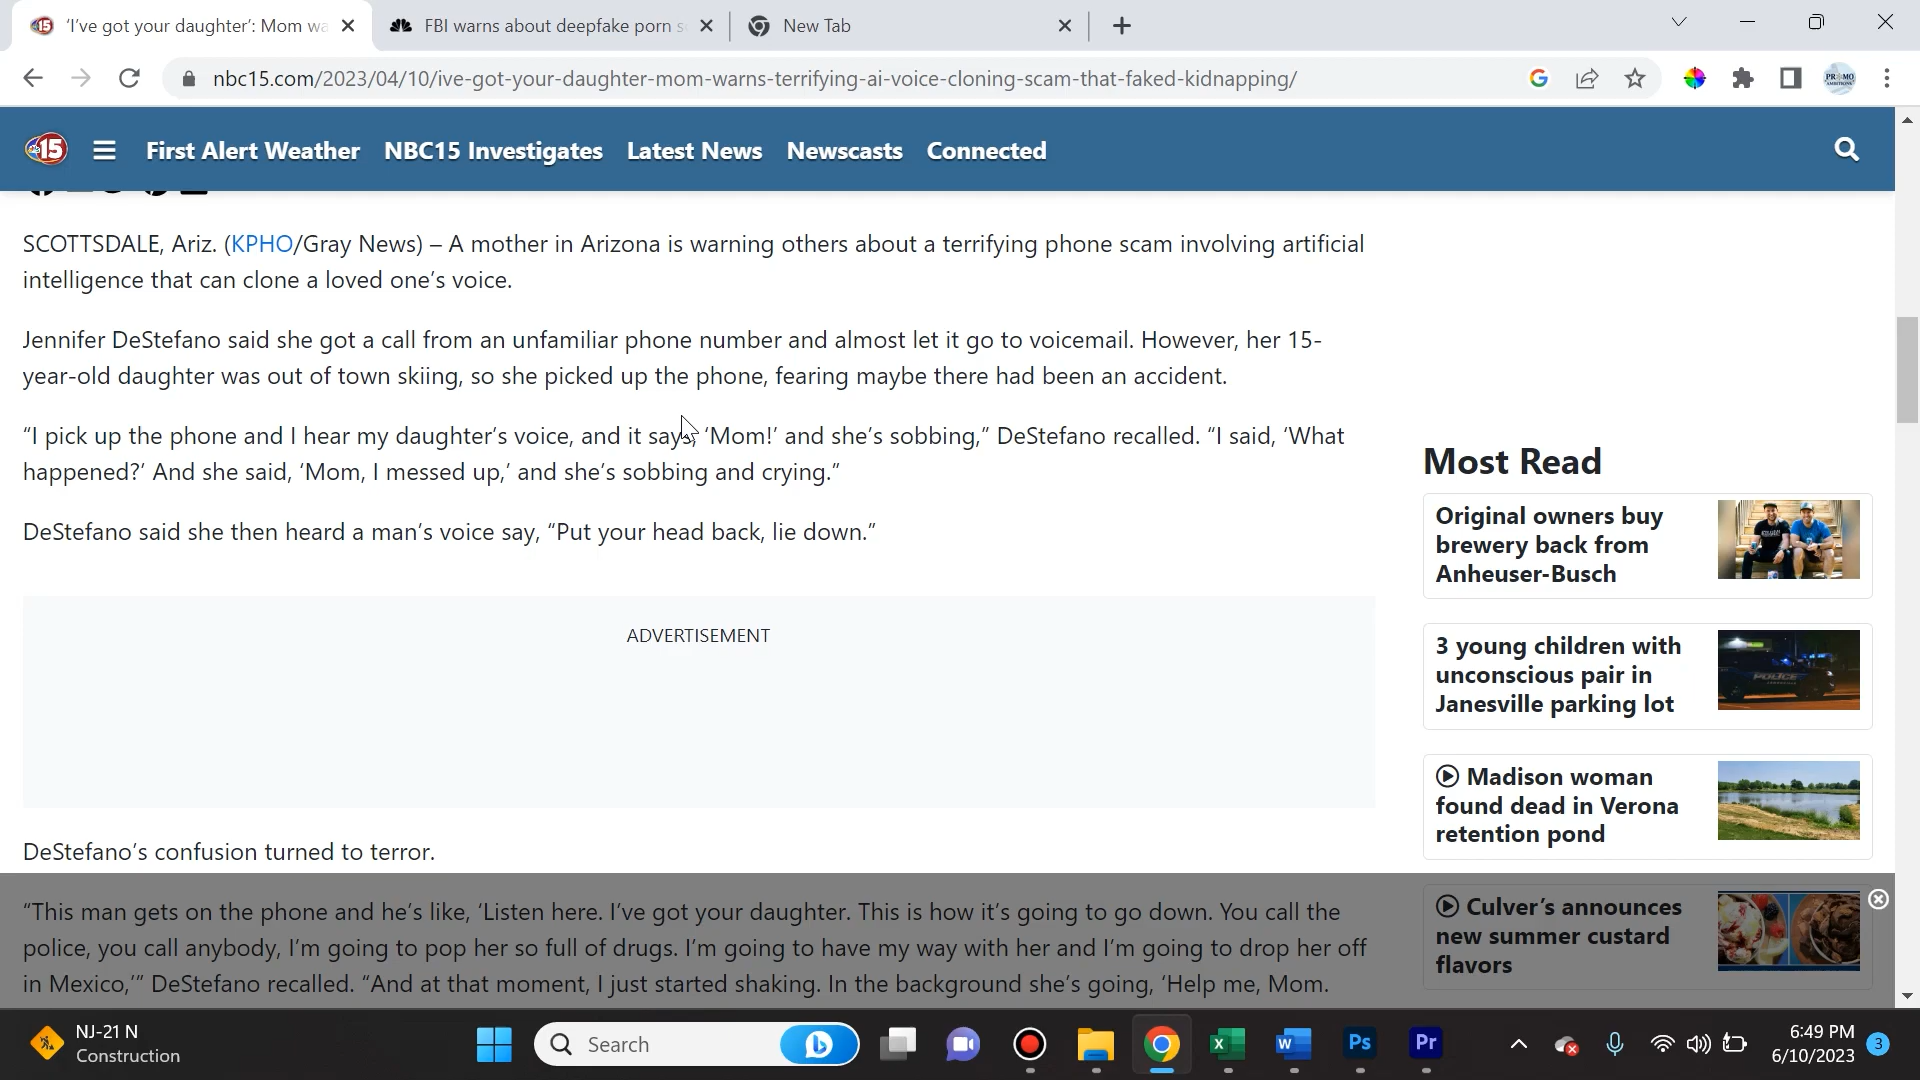 'I've got your daughter': Mom wa
FBI warns about deepfake porn s
New Tab
nbc15.com/2023/04/10/ive-got-your-daughter-mom-warns-terrifying-ai-voice-cloning-scam-that-faked-kidnapping/
15
First Alert Weather
NBC15 Investigates
Latest News
Newscasts
Connected
SCOTTSDALE, Ariz. (KPHO/Gray News) – A mother in Arizona is warning others about a terrifying phone scam involving artificial
intelligence that can clone a loved one's voice.
Jennifer DeStefano said she got a call from an unfamiliar phone number and almost let it go to voicemail. However, her 15-
year-old daughter was out of town skiing, so she picked up the phone, fearing maybe there had been an accident.
“I pick up the phone and I hear my daughter's voice, and it says, ‘Mom!’ and she's sobbing,” DeStefano recalled. “I said, ‘What
happened?’ And she said, ‘Mom, I messed up,’ and she's sobbing and crying.”
DeStefano said she then heard a man's voice say, “Put your head back, lie down.”
ADVERTISEMENT
DeStefano's confusion turned to terror.
“This man gets on the phone and he's like, ‘Listen here. I've got your daughter. This is how it's going to go down. You call the
police, you call anybody, I'm going to pop her so full of drugs. I'm going to have my way with her and I'm going to drop her off
in Mexico,’” DeStefano recalled. “And at that moment, I just started shaking. In the background she's going, ‘Help me, Mom.
Most Read
Original owners buy
brewery back from
Anheuser-Busch
3 young children with
unconscious pair in
Janesville parking lot
POLICE
Madison woman
found dead in Verona
retention pond
Culver's announces
new summer custard
flavors
NJ-21 N
Construction
Search
6:49 PM
6/10/2023
3